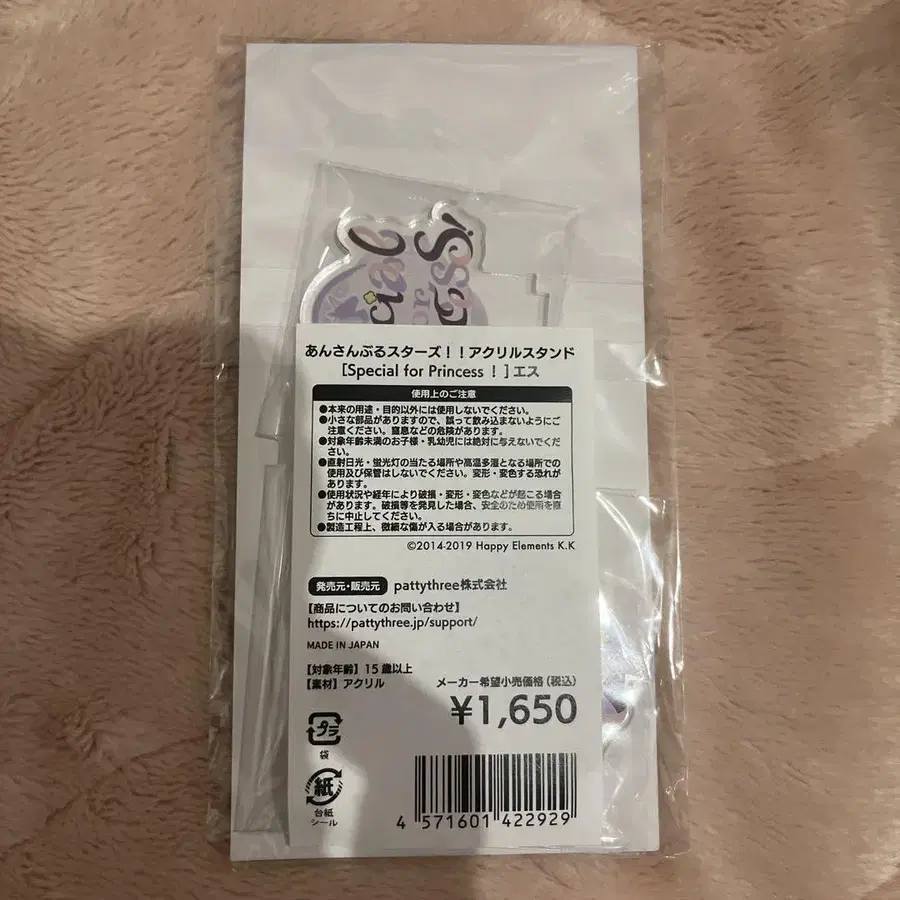 あんさんぶるスターズ！！アクリルスタンド
［Special for Princess！］エス
使用上のご注意
●本来の用途・目的以外には使用しないでください。
●小さな部品がありますので、誤って飲み込まないようにご
注意ください。窒息などの危険があります。
●対象年齢未満のお子様・乳幼児には絶対に与えないでくだ
さい。
●直射日光・蛍光灯の当たる場所や高温多湿となる場所での
使用及び保管はしないでください。変形・変色する恐れが
あります。
●使用状況や経年により破損・変形・変色などが起こる場合
があります。破損等を発見した場合、安全のため使用を直
ちに中止してください。
●製造工程上、微細な傷が入る場合があります。
©2014-2019 Happy Elements K.K
発売元・販売元 pattythree株式会社
【商品についてのお問い合わせ】
https://pattythree.jp/support/
MADE IN JAPAN
【対象年齢】15歳以上
【素材】アクリル
メーカー希望小売価格（税込）
¥1,650
プラ
袋
紙
台紙
シール
4 571601 422929